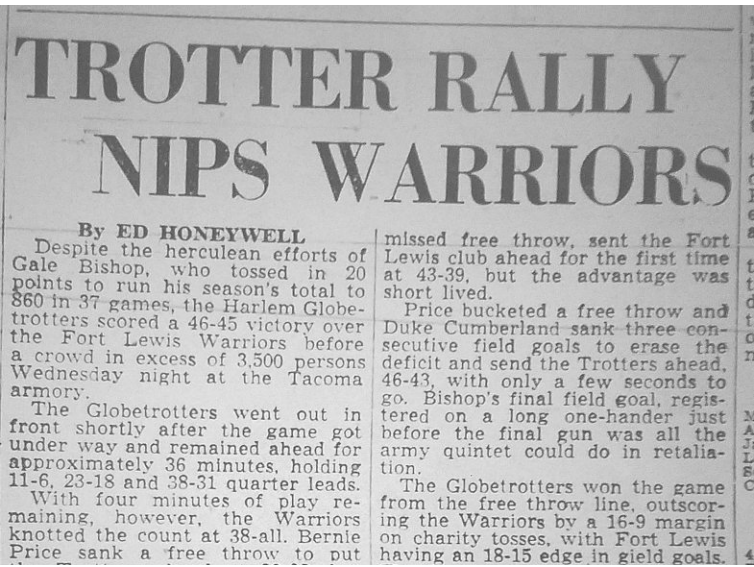 TROTTER RALLY
NIPS WARRIORS
By ED HONEYWELL
Despite the herculean efforts of
Gale Bishop, who tossed in 20
points to run his season's total to
860 in 37 games, the Harlem Globe-
trotters scored a 46-45 victory over
the Fort Lewis Warriors before
a crowd in excess of 3,500 persons
Wednesday night at the Tacoma
armory.
The Globetrotters went out in
front shortly after the game got
under way and remained ahead for
approximately 36 minutes, holding
11-6, 23-18 and 38-31 quarter leads.
With four minutes of play re-
maining, however, the Warriors
knotted the count at 38-all. Bernie
Price sank a free throw to put
missed free throw, sent the Fort
Lewis club ahead for the first time
at 43-39, but the advantage was
short lived.
Price bucketed a free throw and
Duke Cumberland sank three con-
secutive field goals to erase the
deficit and send the Trotters ahead,
46-43, with only a few seconds to
go. Bishop's final field goal, regis-
tered on a long one-hander just
before the final gun was all the
army quintet could do in retalia-
tion.
The Globetrotters won the game
from the free throw line, outscor-
ing the Warriors by a 16-9 margin
on charity tosses, with Fort Lewis
having an 18-15 edge in gield goals.